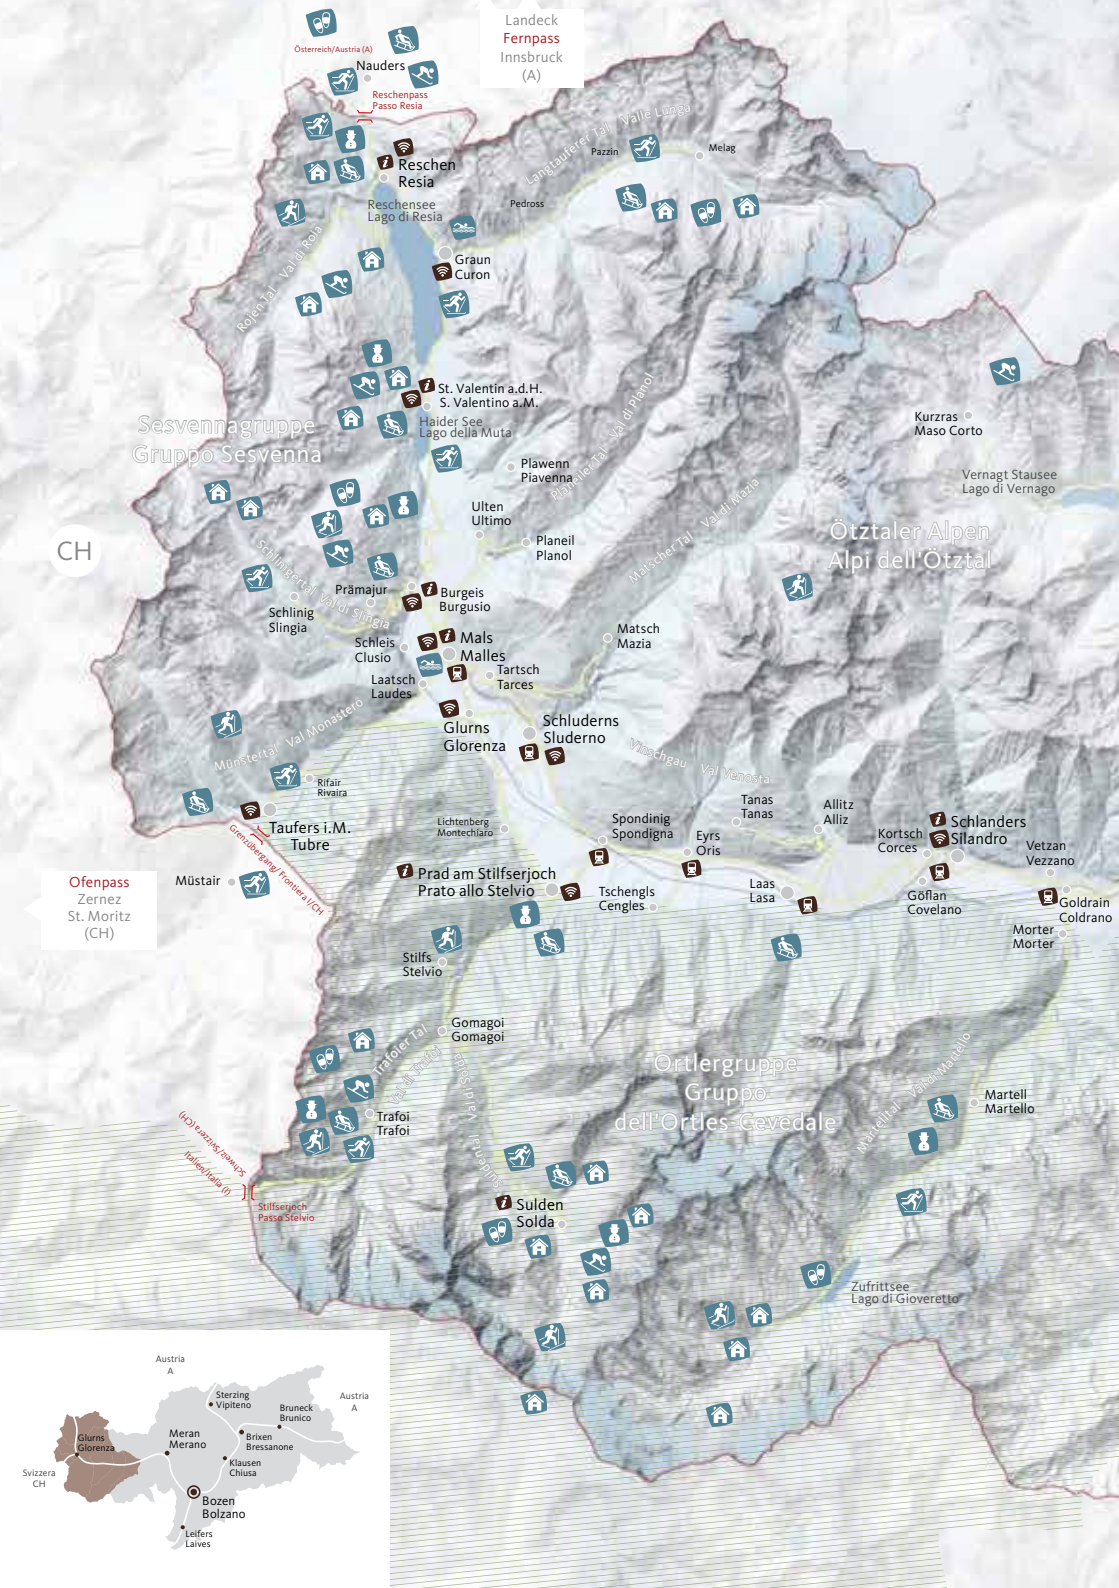 Landeck
Fernpass
Innsbruck
(A)
Österreich/Austria (A)
Nauders
Reschenpass
Passo Resia
Langtauferer Tal   Valle Lunga
Pazzin
Melag
Pedross
Reschen
Resia
Reschensee
Lago di Resia
Rojen Tal   Val di Roia
Graun
Curon
St. Valentin a.d.H.
S. Valentino a.M.
Haider See
Lago della Muta
Sesvennagruppe
Gruppo Sesvenna
Plawenn
Piavenna
Planeiler Tal - Val di Planol
Kurzras
Maso Corto
Vernagt Stausee
Lago di Vernago
Matscher Tal   Val di Mazia
Ötztaler Alpen
Alpi dell'Ötztal
Ulten
Ultimo
Planeil
Planol
CH
Schlinigertal   Val di Slingia
Prämajur
Schlinig
Slingia
Burgeis
Burgusio
Schleis
Clusio
Mals
Malles
Matsch
Mazia
Tartsch
Tarces
Laatsch
Laudes
Münstertal   Val Monastero
Glurns
Glorenza
Schluderns
Sluderno
Vinschgau   Val Venosta
Rifair
Rivaira
Taufers i.M.
Tubre
Grenzübergang/ Frontiera I/CH
Lichtenberg
Montechiaro
Spondinig
Spondigna
Eyrs
Oris
Tanas
Tanas
Allitz
Alliz
Kortsch
Corces
Schlanders
Silandro
Vetzan
Vezzano
Ofenpass
Zernez
St. Moritz
(CH)
Müstair
Prad am Stilfserjoch
Prato allo Stelvio
Tschengls
Cengles
Laas
Lasa
Göflan
Covelano
Goldrain
Coldrano
Morter
Morter
Stilfs
Stelvio
Gomagoi
Gomagoi
Trafoier Tal
Val di Trafoi
Trafoi
Trafoi
Suldental   Val di Solda
Ortlergruppe
Gruppo
dell'Ortles-Cevedale
Martelltal   Val di Martello
Martell
Martello
Schweiz/Svizzera (CH)
Italien/Italia (I)
Stilfserjoch
Passo Stelvio
Sulden
Solda
Zufrittsee
Lago di Gioveretto
Austria
A
Austria
A
Sterzing
Vipiteno
Bruneck
Brunico
Glurns
Glorenza
Meran
Merano
Brixen
Bressanone
Klausen
Chiusa
Svizzera
CH
Bozen
Bolzano
Leifers
Laives